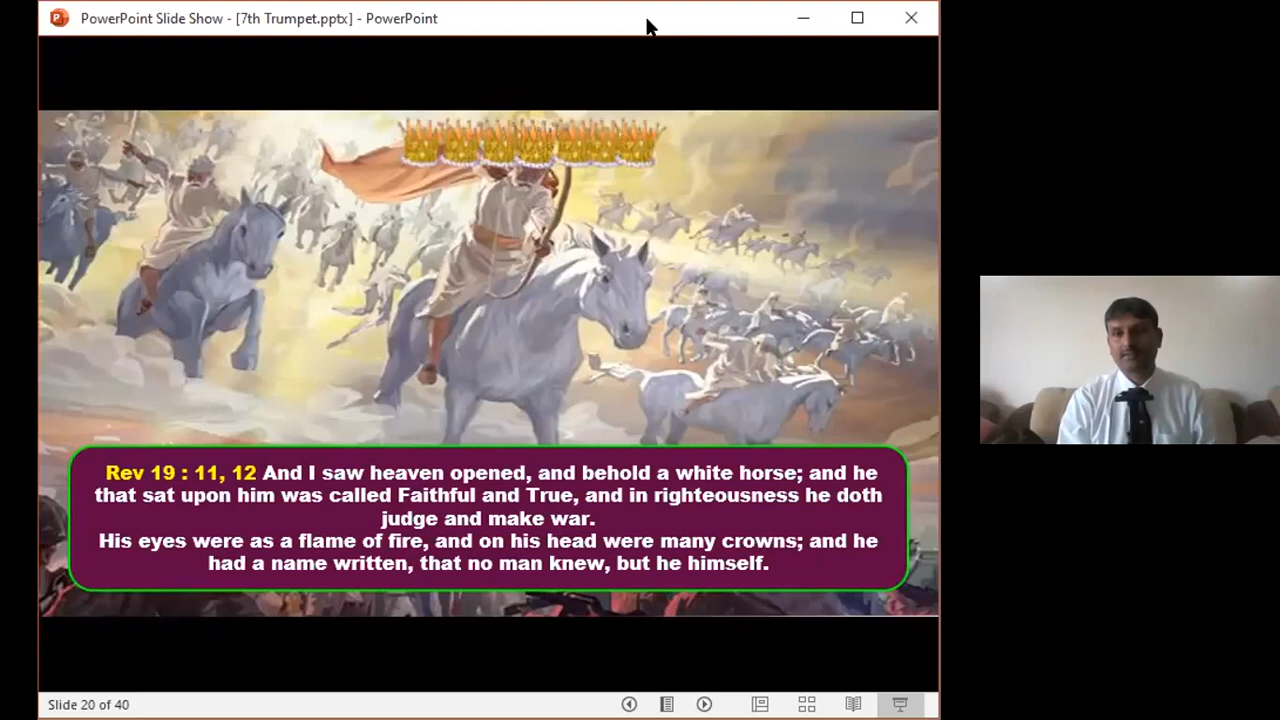 PowerPoint Slide Show - [7th Trumpet.pptx] - PowerPoint
Rev 19 : 11, 12 And I saw heaven opened, and behold a white horse; and he
that sat upon him was called Faithful and True, and in righteousness he doth
judge and make war.
His eyes were as a flame of fire, and on his head were many crowns; and he
had a name written, that no man knew, but he himself.
Slide 20 of 40